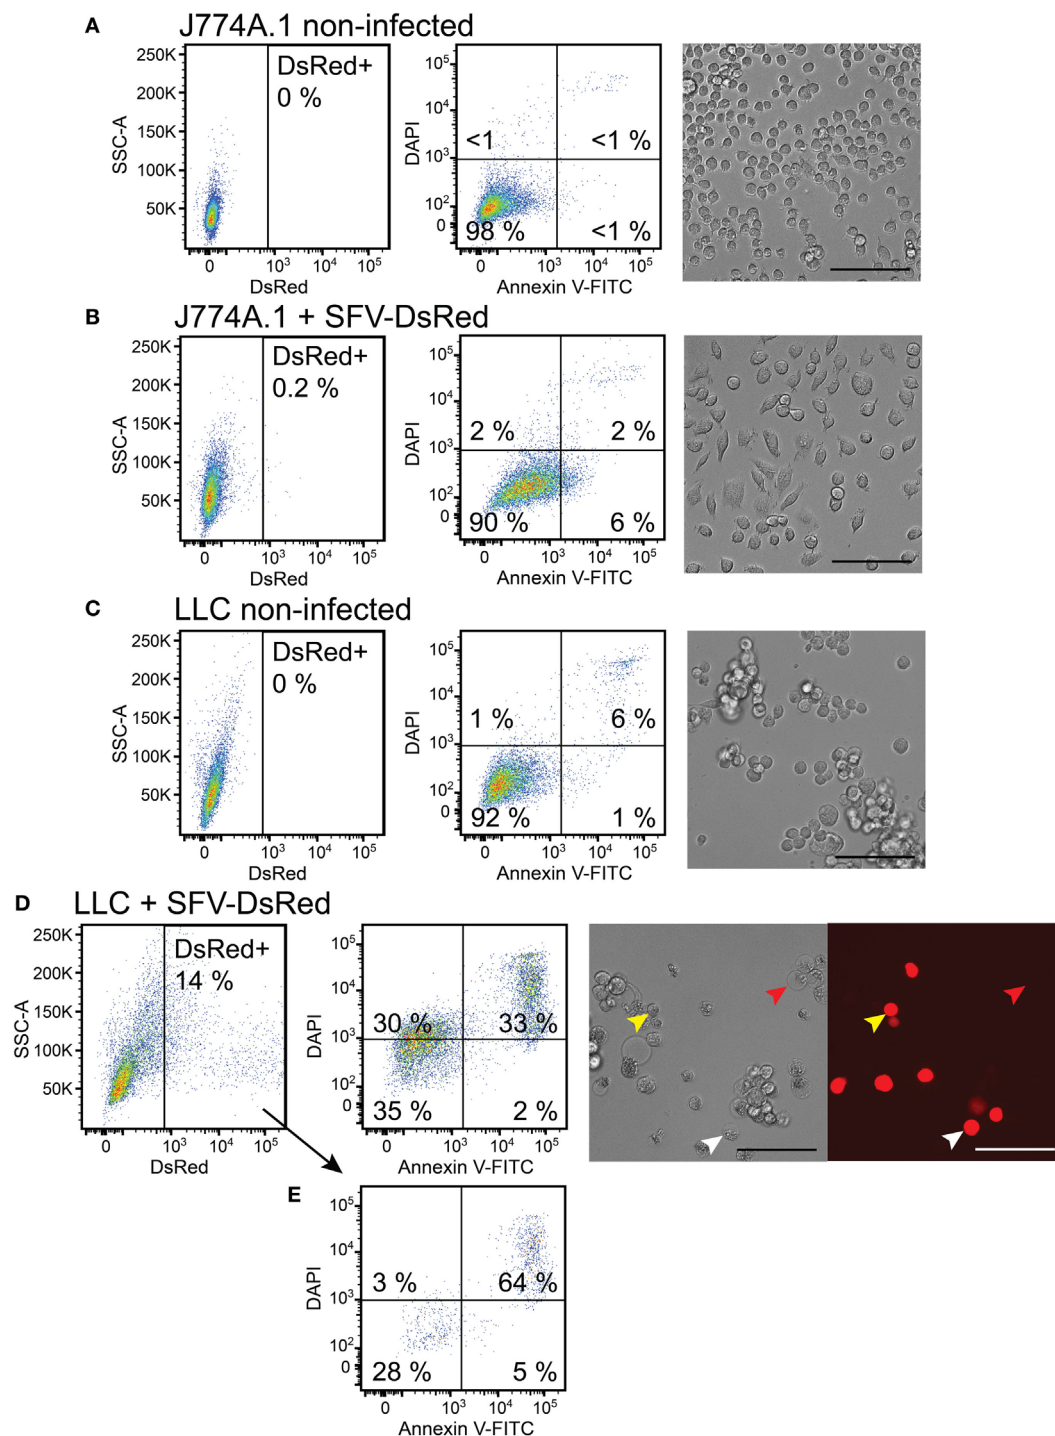 A J774A.1 non-infected
250K
200K
150K
100K
50K
SSC-A
DsRed+
0 %
0 10³ 10⁴ 10⁵
DsRed
10⁵
10⁴
10³
10²
0
DAPI
<1 <1 %
98 % <1 %
0 10³ 10⁴ 10⁵
Annexin V-FITC
B J774A.1 + SFV-DsRed
250K
200K
150K
100K
50K
SSC-A
DsRed+
0.2 %
0 10³ 10⁴ 10⁵
DsRed
10⁵
10⁴
10³
10²
0
DAPI
2 % 2 %
90 % 6 %
0 10³ 10⁴ 10⁵
Annexin V-FITC
C LLC non-infected
250K
200K
150K
100K
50K
SSC-A
DsRed+
0 %
0 10³ 10⁴ 10⁵
DsRed
10⁵
10⁴
10³
10²
0
DAPI
1 % 6 %
92 % 1 %
0 10³ 10⁴ 10⁵
Annexin V-FITC
D LLC + SFV-DsRed
250K
200K
150K
100K
50K
SSC-A
DsRed+
14 %
0 10³ 10⁴ 10⁵
DsRed
10⁵
10⁴
10³
10²
0
DAPI
30 % 33 %
35 % 2 %
0 10³ 10⁴ 10⁵
Annexin V-FITC
E
10⁵
10⁴
10³
10²
0
DAPI
3 % 64 %
28 % 5 %
0 10³ 10⁴ 10⁵
Annexin V-FITC